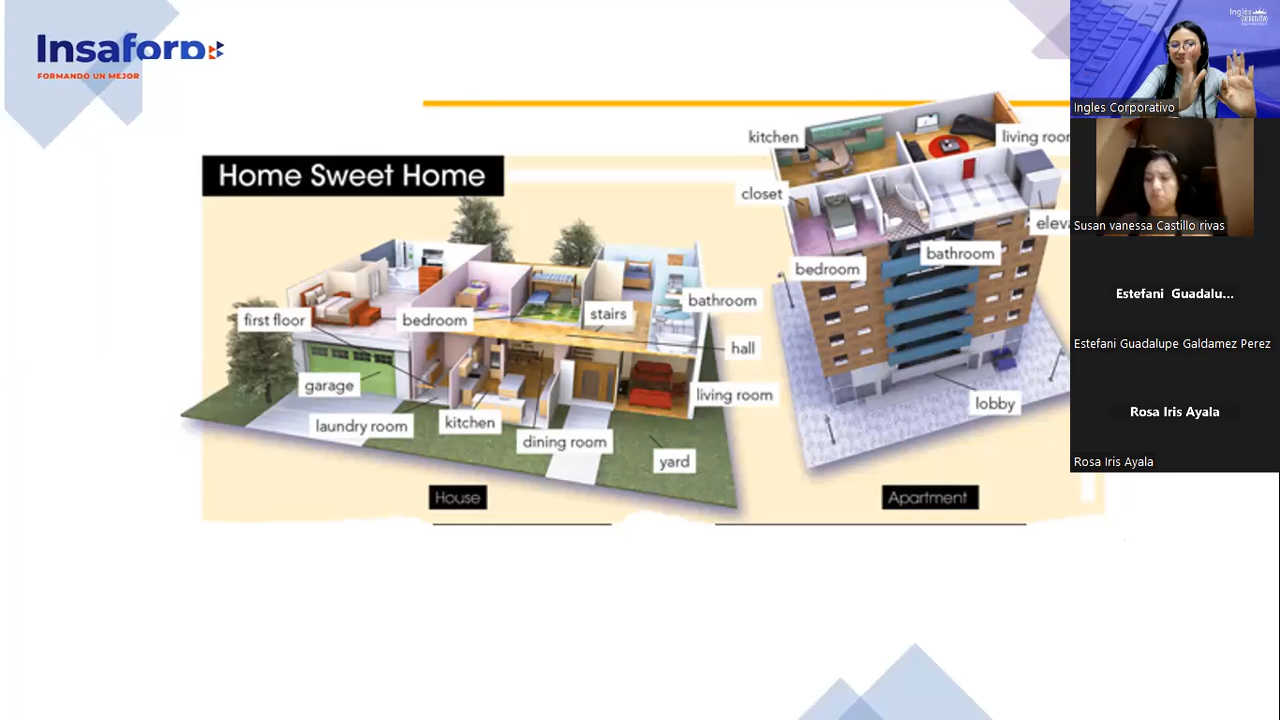 Insaforp
FORMANDO UN MEJOR
Home Sweet Home
first floor
bedroom
stairs
bathroom
hall
garage
living room
laundry room
kitchen
dining room
yard
House
kitchen
living roo
closet
elev
bathroom
bedroom
lobby
Apartment
Ingles
Corporativo
Ingles Corporativo
Susan vanessa Castillo rivas
Estefani Guadalu...
Estefani Guadalupe Galdamez Perez
Rosa Iris Ayala
Rosa Iris Ayala